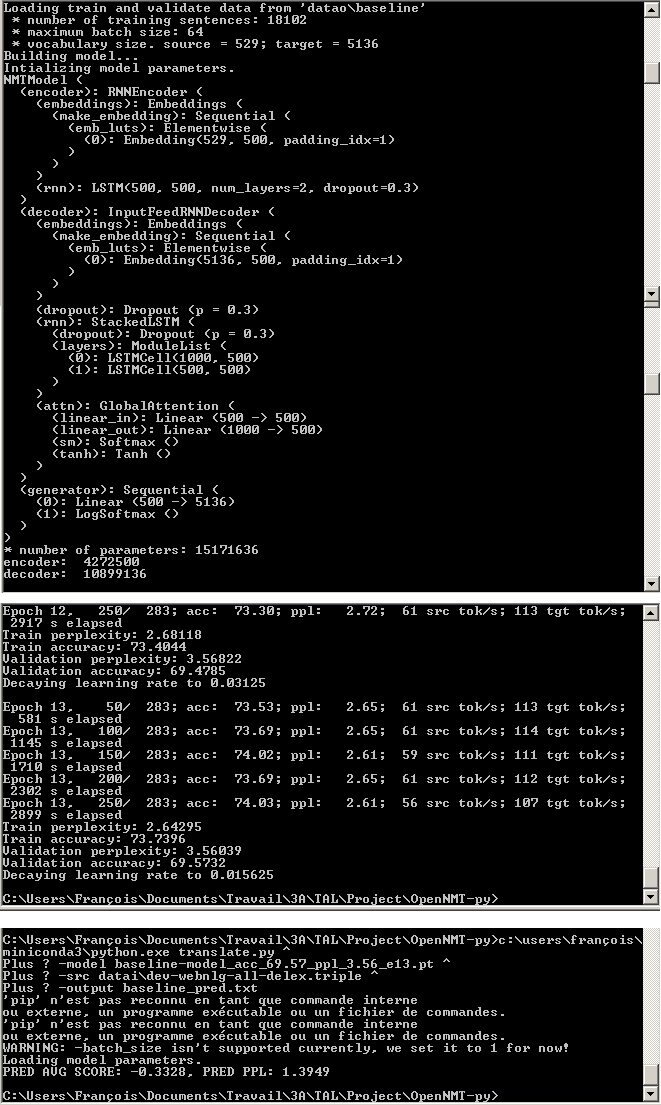 Loading train and validate data from 'datao\baseline'
 * number of training sentences: 18102
 * maximum batch size: 64
 * vocabulary size. source = 529; target = 5136
Building model...
Intializing model parameters.
NMTModel (
  (encoder): RNNEncoder (
    (embeddings): Embeddings (
      (make_embedding): Sequential (
        (emb_luts): Elementwise (
          (0): Embedding(529, 500, padding_idx=1)
        )
      )
    )
    (rnn): LSTM(500, 500, num_layers=2, dropout=0.3)
  )
  (decoder): InputFeedRNNDecoder (
    (embeddings): Embeddings (
      (make_embedding): Sequential (
        (emb_luts): Elementwise (
          (0): Embedding(5136, 500, padding_idx=1)
        )
      )
    )
    (dropout): Dropout (p = 0.3)
    (rnn): StackedLSTM (
      (dropout): Dropout (p = 0.3)
      (layers): ModuleList (
        (0): LSTMCell(1000, 500)
        (1): LSTMCell(500, 500)
      )
    )
    (attn): GlobalAttention (
      (linear_in): Linear (500 -> 500)
      (linear_out): Linear (1000 -> 500)
      (sm): Softmax ()
      (tanh): Tanh ()
    )
  )
  (generator): Sequential (
    (0): Linear (500 -> 5136)
    (1): LogSoftmax ()
  )
)
* number of parameters: 15171636
encoder:  4272500
decoder:  10899136
Epoch 12,   250/  283; acc:  73.30; ppl:   2.72;  61 src tok/s; 113 tgt tok/s;
 2917 s elapsed
Train perplexity: 2.68118
Train accuracy: 73.4044
Validation perplexity: 3.56822
Validation accuracy: 69.4785
Decaying learning rate to 0.03125
Epoch 13,    50/  283; acc:  73.53; ppl:   2.65;  61 src tok/s; 113 tgt tok/s;
  581 s elapsed
Epoch 13,   100/  283; acc:  73.69; ppl:   2.65;  61 src tok/s; 114 tgt tok/s;
 1145 s elapsed
Epoch 13,   150/  283; acc:  74.02; ppl:   2.61;  59 src tok/s; 111 tgt tok/s;
 1710 s elapsed
Epoch 13,   200/  283; acc:  73.69; ppl:   2.65;  61 src tok/s; 112 tgt tok/s;
 2302 s elapsed
Epoch 13,   250/  283; acc:  74.03; ppl:   2.61;  56 src tok/s; 107 tgt tok/s;
 2899 s elapsed
Train perplexity: 2.64295
Train accuracy: 73.7396
Validation perplexity: 3.56039
Validation accuracy: 69.5732
Decaying learning rate to 0.015625
C:\Users\François\Documents\Travail\3A\TAL\Project\OpenNMT-py>
C:\Users\François\Documents\Travail\3A\TAL\Project\OpenNMT-py>c:\users\françois\
miniconda3\python.exe translate.py ^
Plus ? -model baseline-model_acc_69.57_ppl_3.56_e13.pt ^
Plus ? -src datai\dev-webnlg-all-delex.triple ^
Plus ? -output baseline_pred.txt
'pip' n'est pas reconnu en tant que commande interne
ou externe, un programme exécutable ou un fichier de commandes.
'pip' n'est pas reconnu en tant que commande interne
ou externe, un programme exécutable ou un fichier de commandes.
WARNING: -batch_size isn't supported currently, we set it to 1 for now!
Loading model parameters.
PRED AVG SCORE: -0.3328, PRED PPL: 1.3949
C:\Users\François\Documents\Travail\3A\TAL\Project\OpenNMT-py>